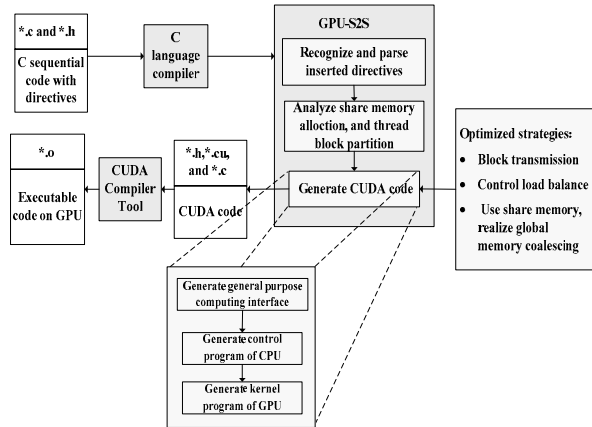 *.c and *.h
C sequential
code with
directives
C
language
compiler
GPU-S2S
Recognize and parse
inserted directives
Analyze share memory
alloction, and thread
block partition
Generate CUDA code
Optimized strategies:
• Block transmission
• Control load balance
• Use share memory,
realize global
memory coalescing
*.h,*.cu,
and *.c
CUDA code
CUDA
Compiler
Tool
*.o
Executable
code on GPU
Generate general purpose
computing interface
Generate control
program of CPU
Generate kernel
program of GPU